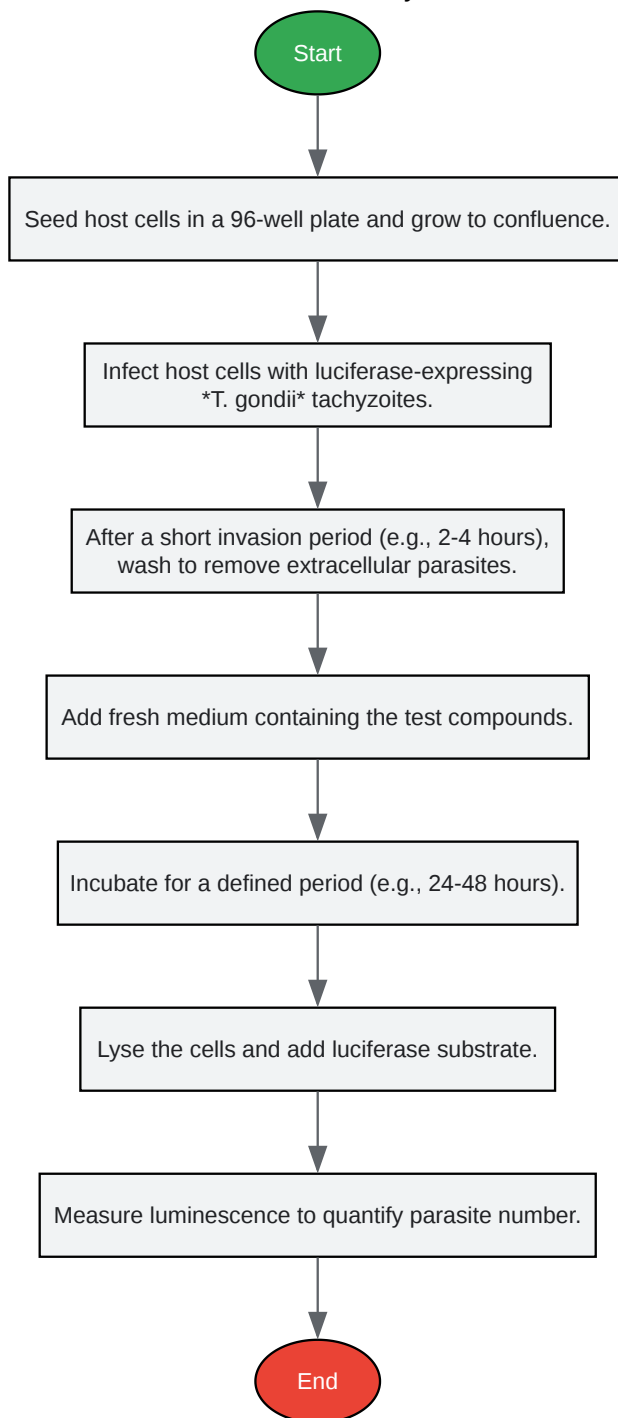 Start
Seed host cells in a 96-well plate and grow to confluence.
Infect host cells with luciferase-expressing
*T. gondii* tachyzoites.
After a short invasion period (e.g., 2-4 hours),
wash to remove extracellular parasites.
Add fresh medium containing the test compounds.
Incubate for a defined period (e.g., 24-48 hours).
Lyse the cells and add luciferase substrate.
Measure luminescence to quantify parasite number.
End